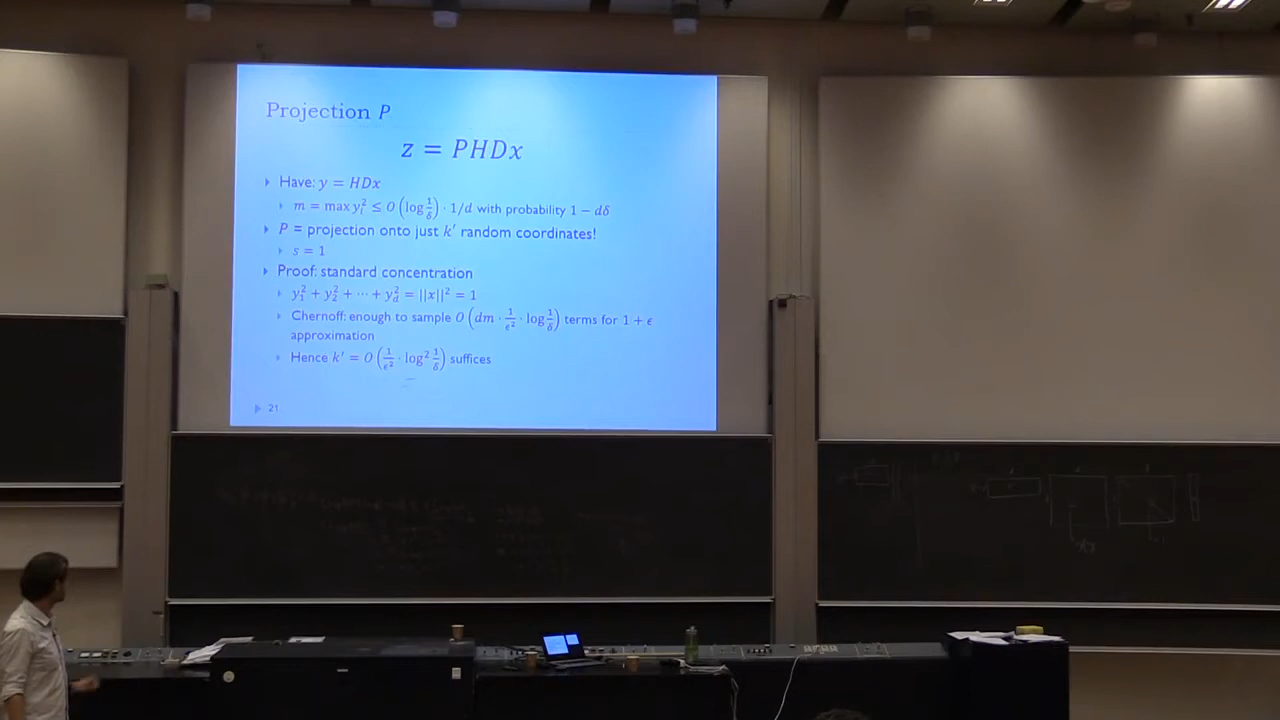 Projection P
z = PHDx
Have: y = HDx
m = max y_i^2 ≤ O(log 1/δ) · 1/d with probability 1 − dδ
P = projection onto just k′ random coordinates!
s = 1
Proof: standard concentration
y_1^2 + y_2^2 + ⋯ + y_d^2 = ||x||^2 = 1
Chernoff: enough to sample O(dm · 1/ϵ^2 · log 1/δ) terms for 1 + ϵ
approximation
Hence k′ = O(1/ϵ^2 · log^2 1/δ) suffices
21